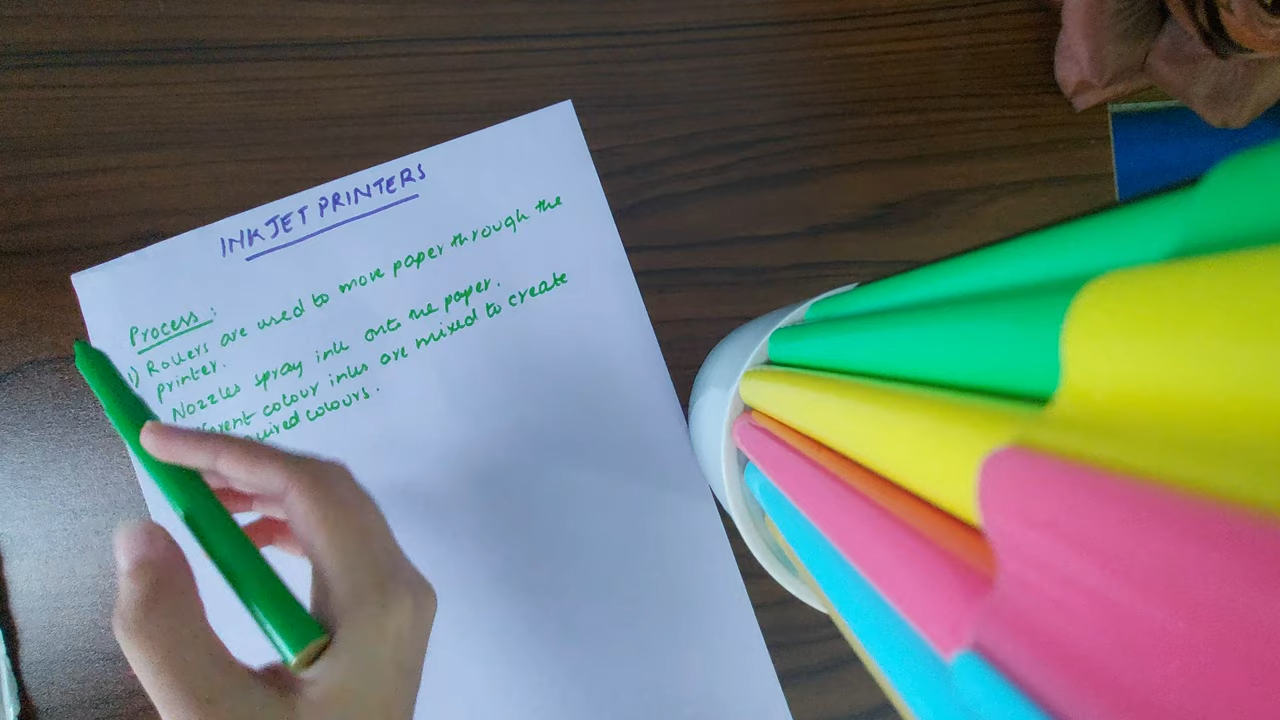 INKJET PRINTERS
Process:
1) Rollers are used to move paper through the
printer.
Nozzles spray ink onto the paper.
colour inks are mixed to create
colours.